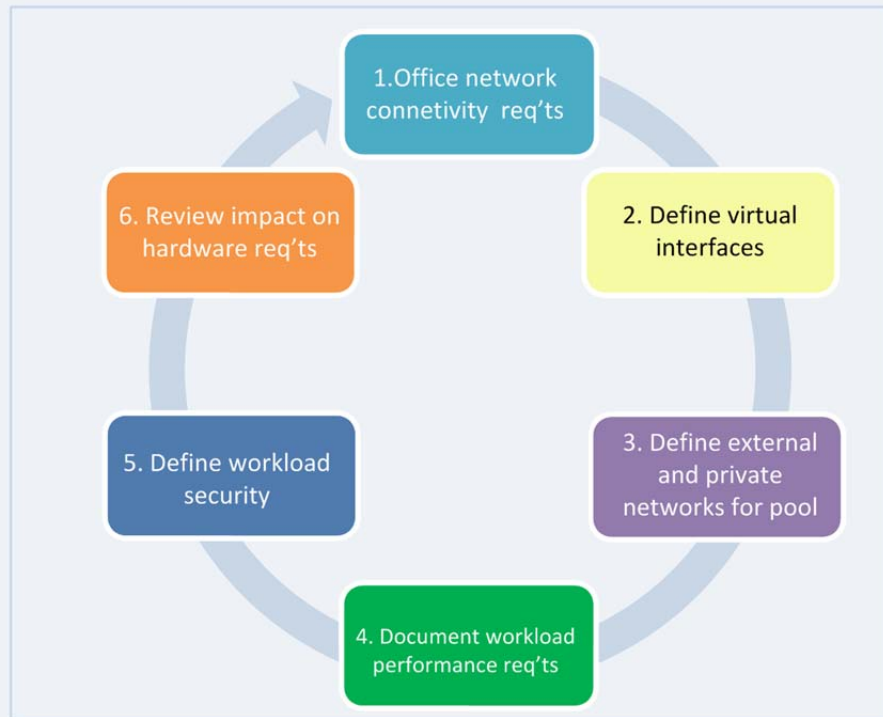 1.Office network
connetivity req’ts
2. Define virtual
interfaces
3. Define external
and private
networks for pool
4. Document workload
performance req’ts
5. Define workload
security
6. Review impact on
hardware req’ts